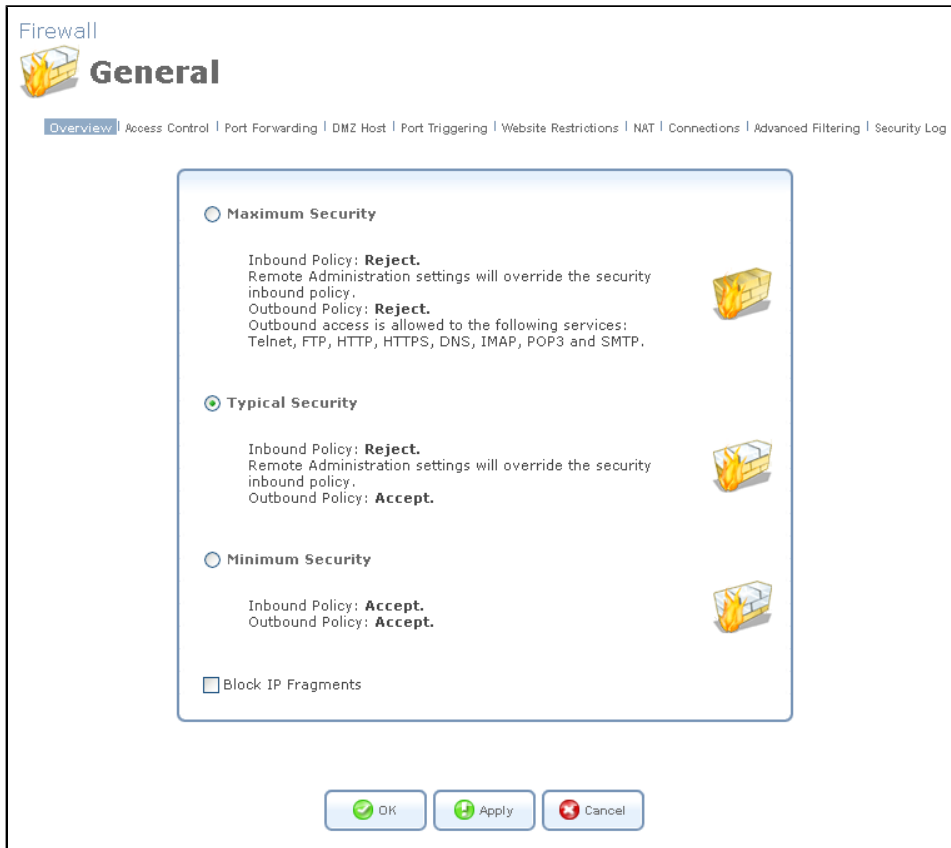 Firewall
General
Overview | Access Control | Port Forwarding | DMZ Host | Port Triggering | Website Restrictions | NAT | Connections | Advanced Filtering | Security Log
Maximum Security
Inbound Policy: Reject.
Remote Administration settings will override the security
inbound policy.
Outbound Policy: Reject.
Outbound access is allowed to the following services:
Telnet, FTP, HTTP, HTTPS, DNS, IMAP, POP3 and SMTP.
Typical Security
Inbound Policy: Reject.
Remote Administration settings will override the security
inbound policy.
Outbound Policy: Accept.
Minimum Security
Inbound Policy: Accept.
Outbound Policy: Accept.
Block IP Fragments
OK Apply Cancel